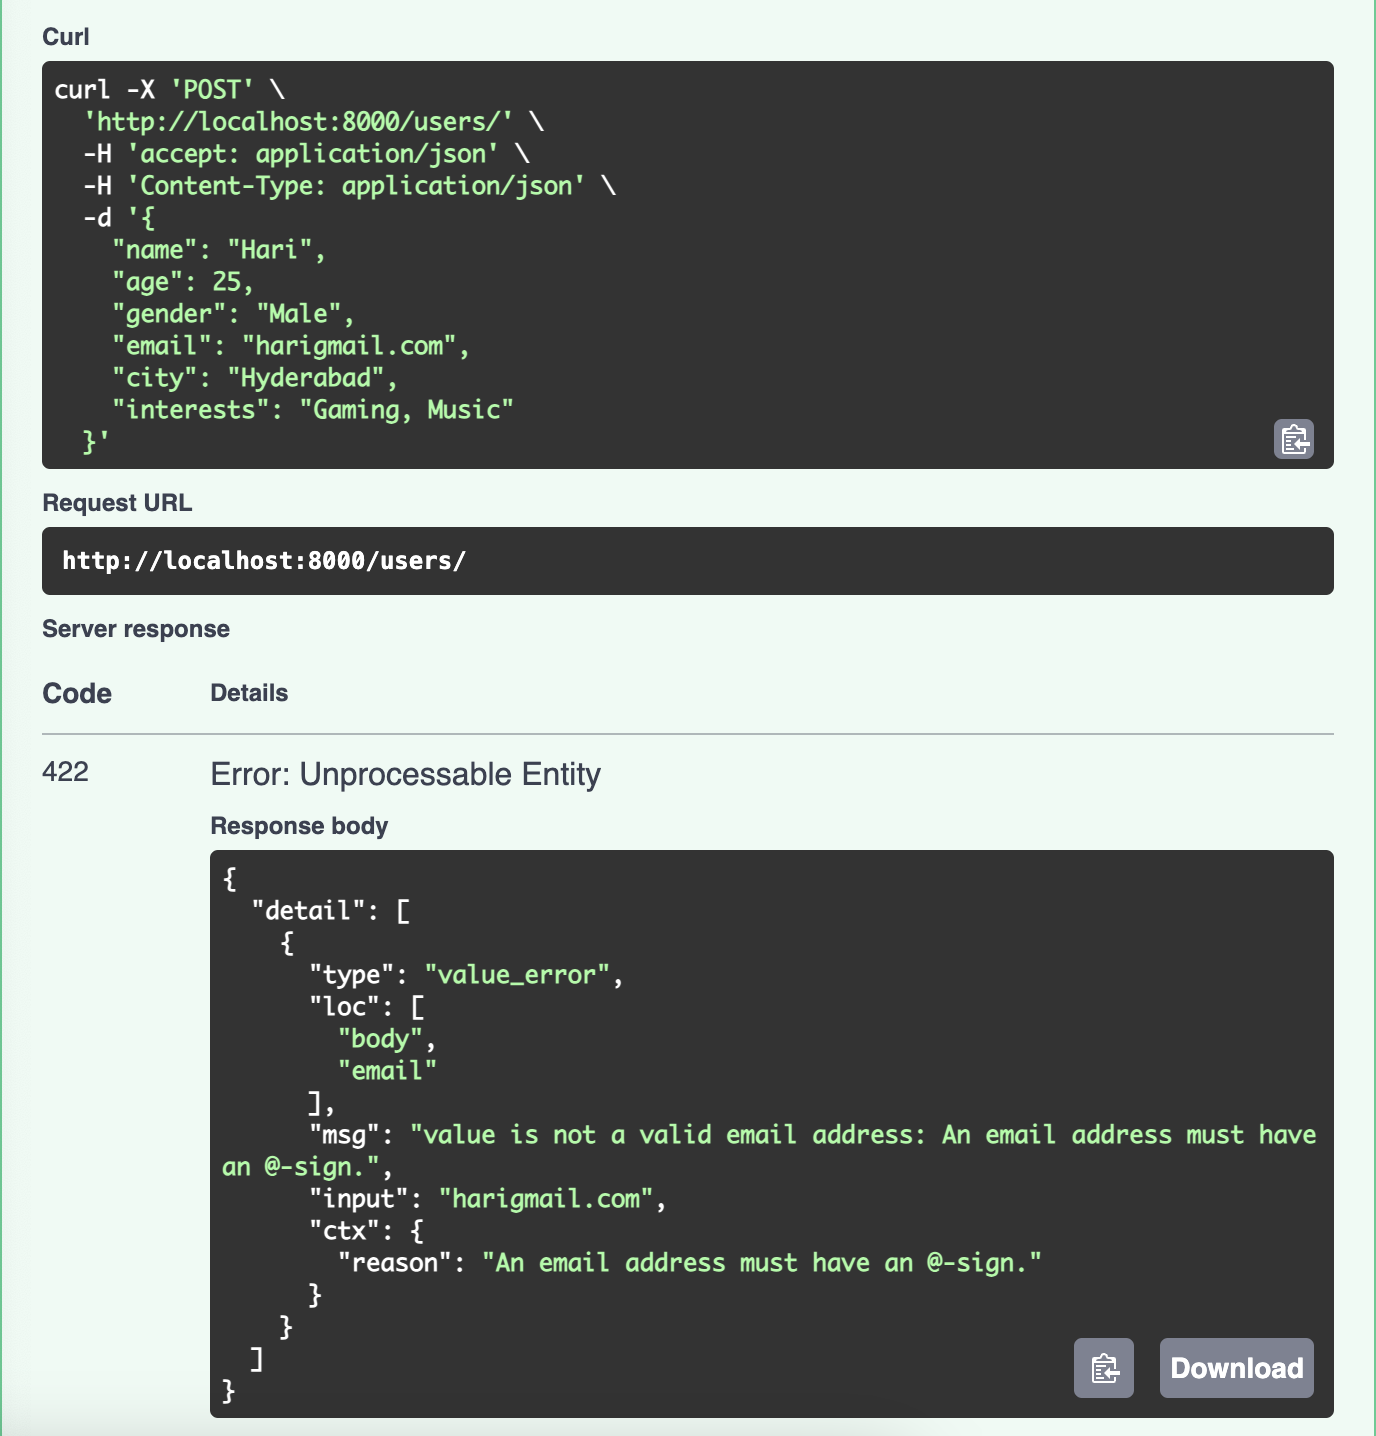 Curl
curl -X 'POST' \
  'http://localhost:8000/users/' \
  -H 'accept: application/json' \
  -H 'Content-Type: application/json' \
  -d '{
    "name": "Hari",
    "age": 25,
    "gender": "Male",
    "email": "harigmail.com",
    "city": "Hyderabad",
    "interests": "Gaming, Music"
  }'
Request URL
http://localhost:8000/users/
Server response
Code Details
422 Error: Unprocessable Entity
Response body
{
  "detail": [
    {
      "type": "value_error",
      "loc": [
        "body",
        "email"
      ],
      "msg": "value is not a valid email address: An email address must have
an @-sign.",
      "input": "harigmail.com",
      "ctx": {
        "reason": "An email address must have an @-sign."
      }
    }
  ]
}
Download